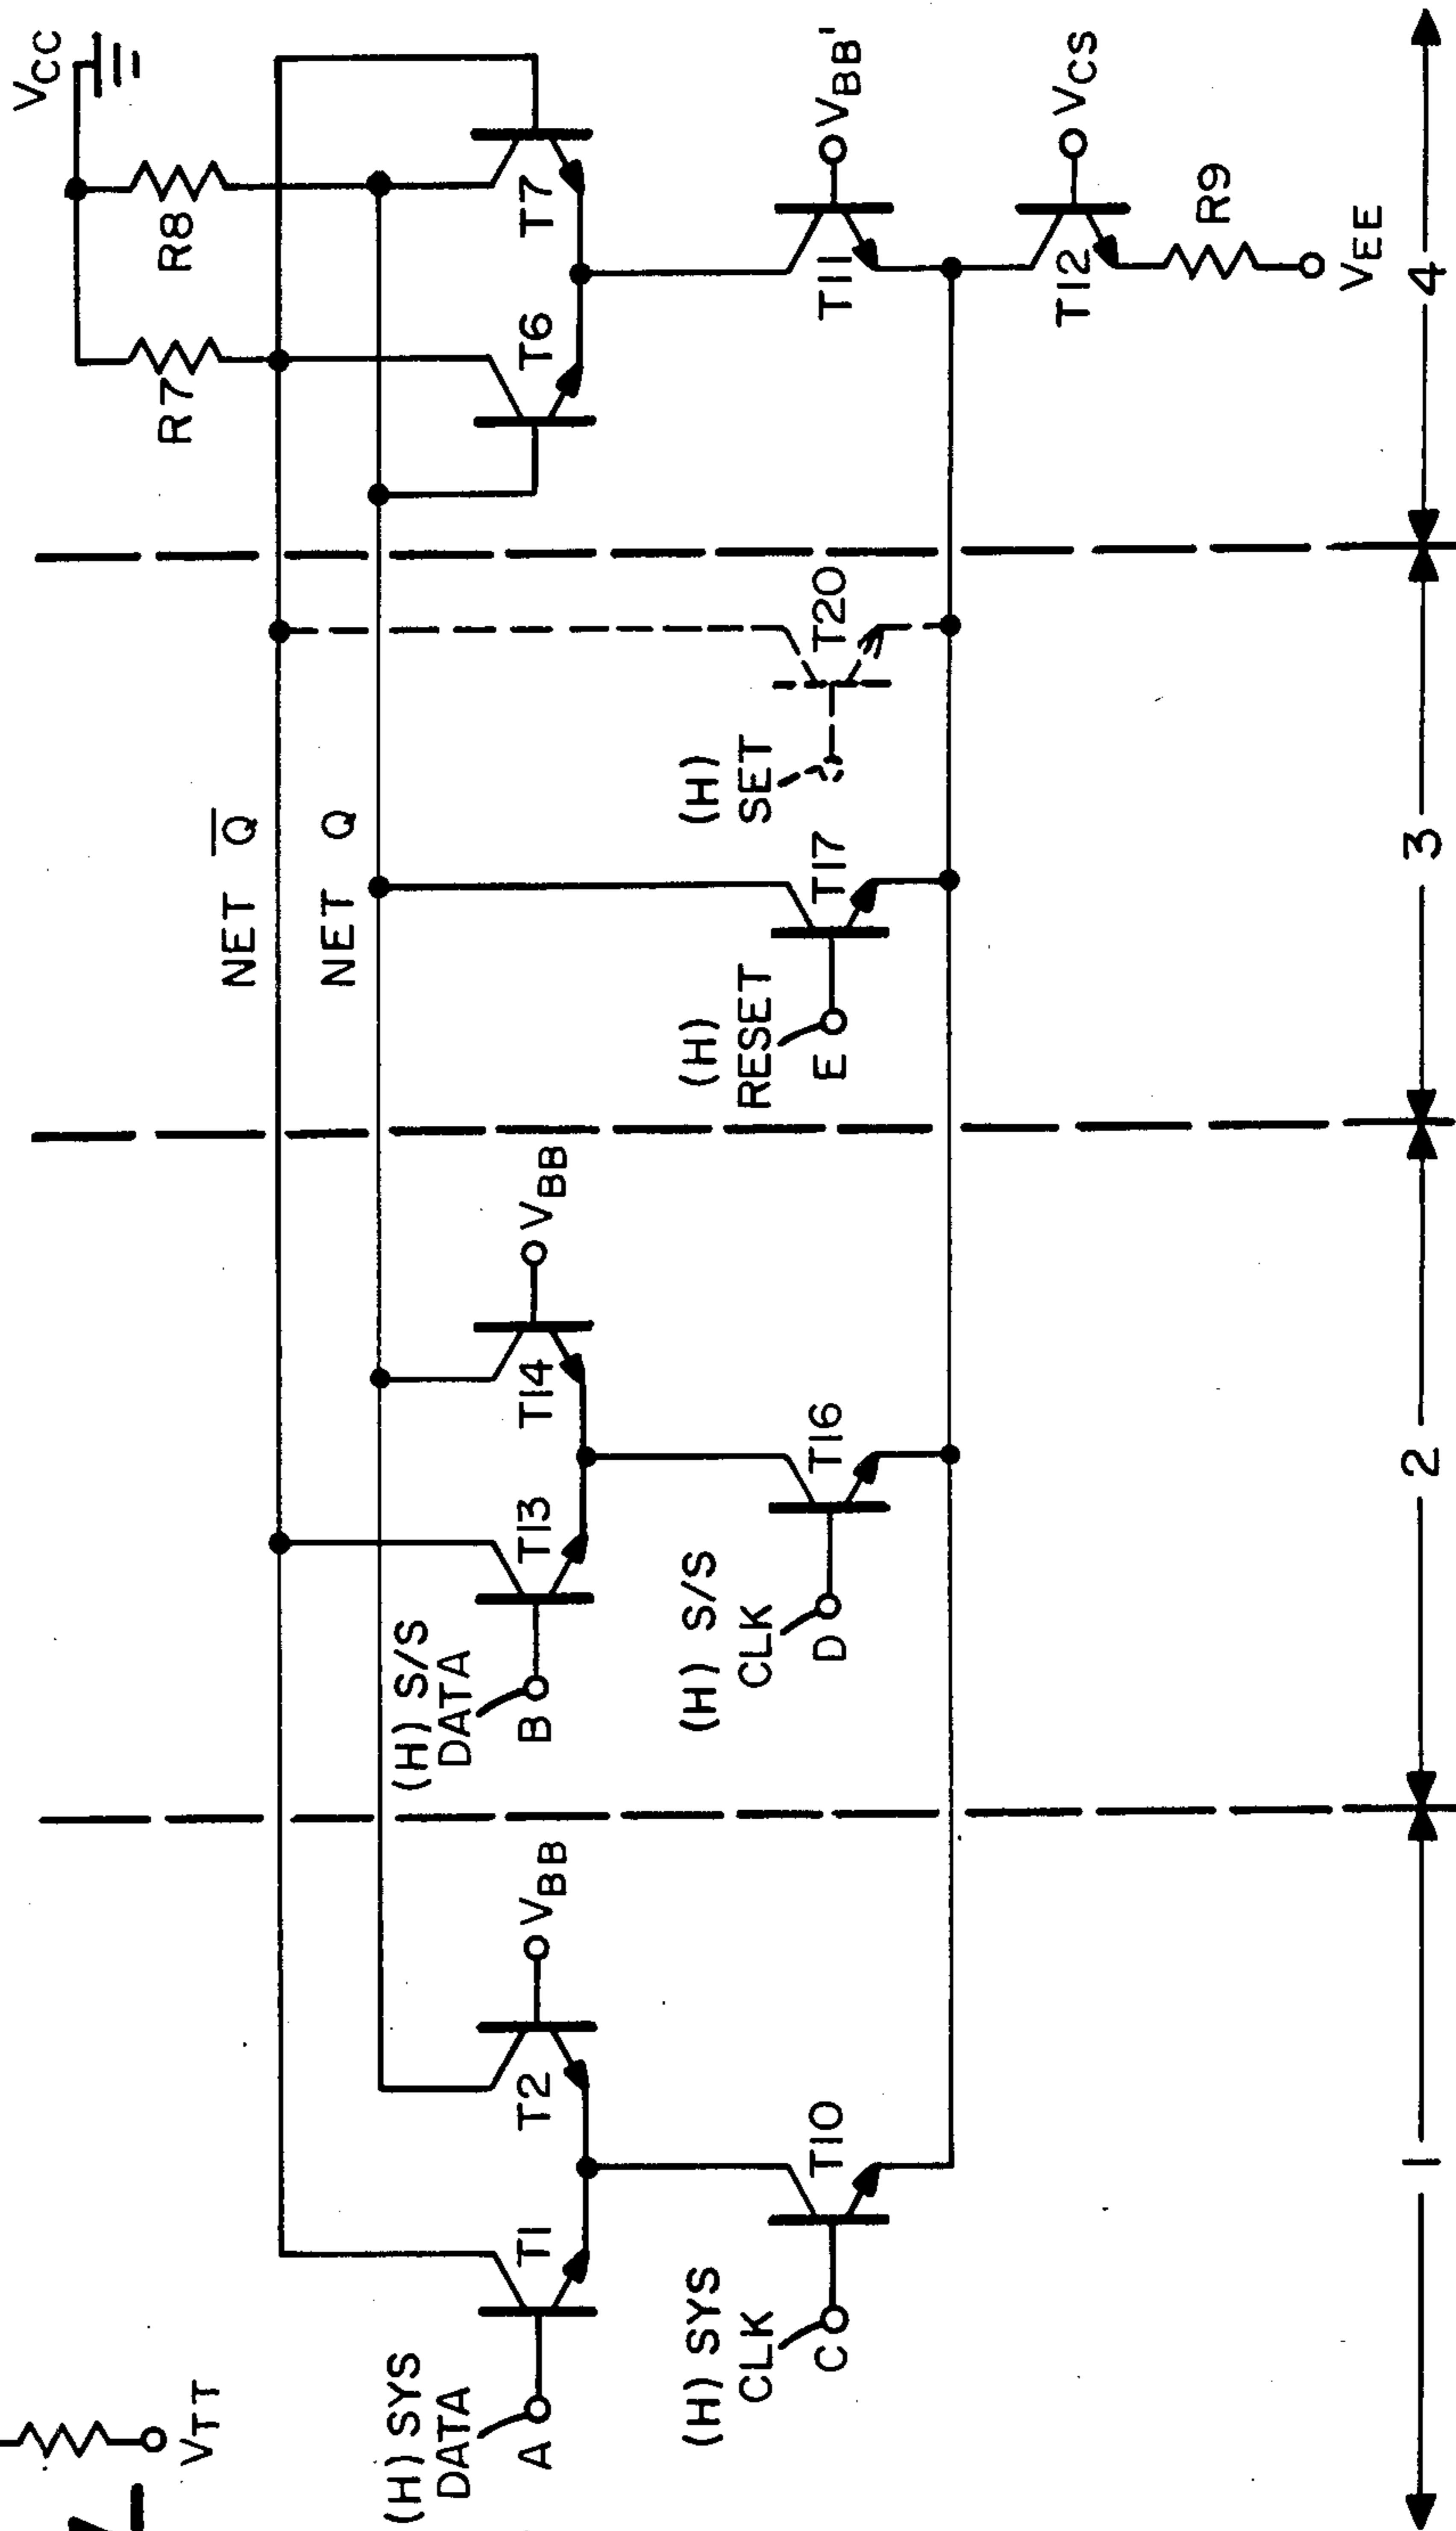 VCC
R7
R8
NET Q̅
NET Q
T6
T7
VBB'
T11
VCS
T12
R9
VEE
(H)
SET
T20
(H)
RESET
E
T17
(H) S/S
DATA
B
T13
T14
VBB
(H) S/S
CLK
D
T16
(H) SYS
DATA
A
T1
T2
VBB
(H) SYS
CLK
C
T10
VTT
1
2
3
4